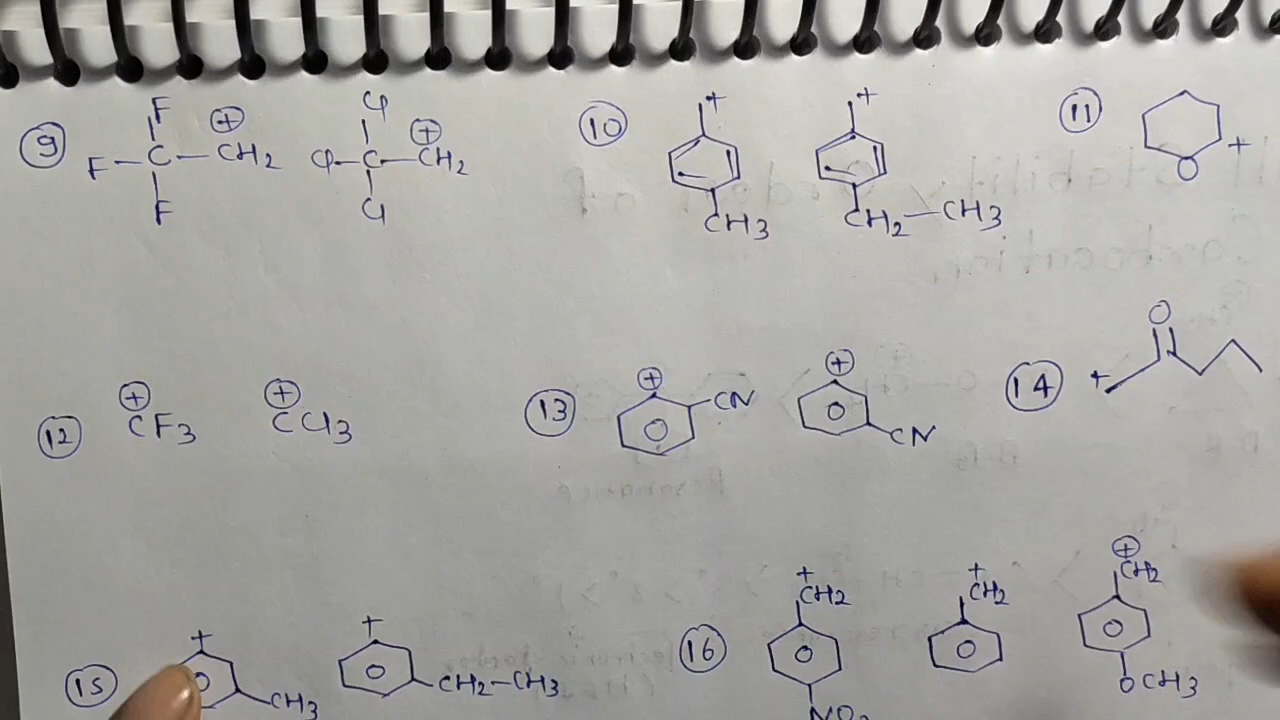 9 F F–C–CH2 ⊕ F Cl Cl–C–CH2 ⊕ Cl
10 + CH3 + CH2–CH3
11 O +
12 ⊕ CF3 ⊕ CCl3
13 ⊕ CN ⊕ CN
14 + O
15 + CH3 + CH2–CH3
16 + CH2 NO2 + CH2 ⊕ CH2 OCH3